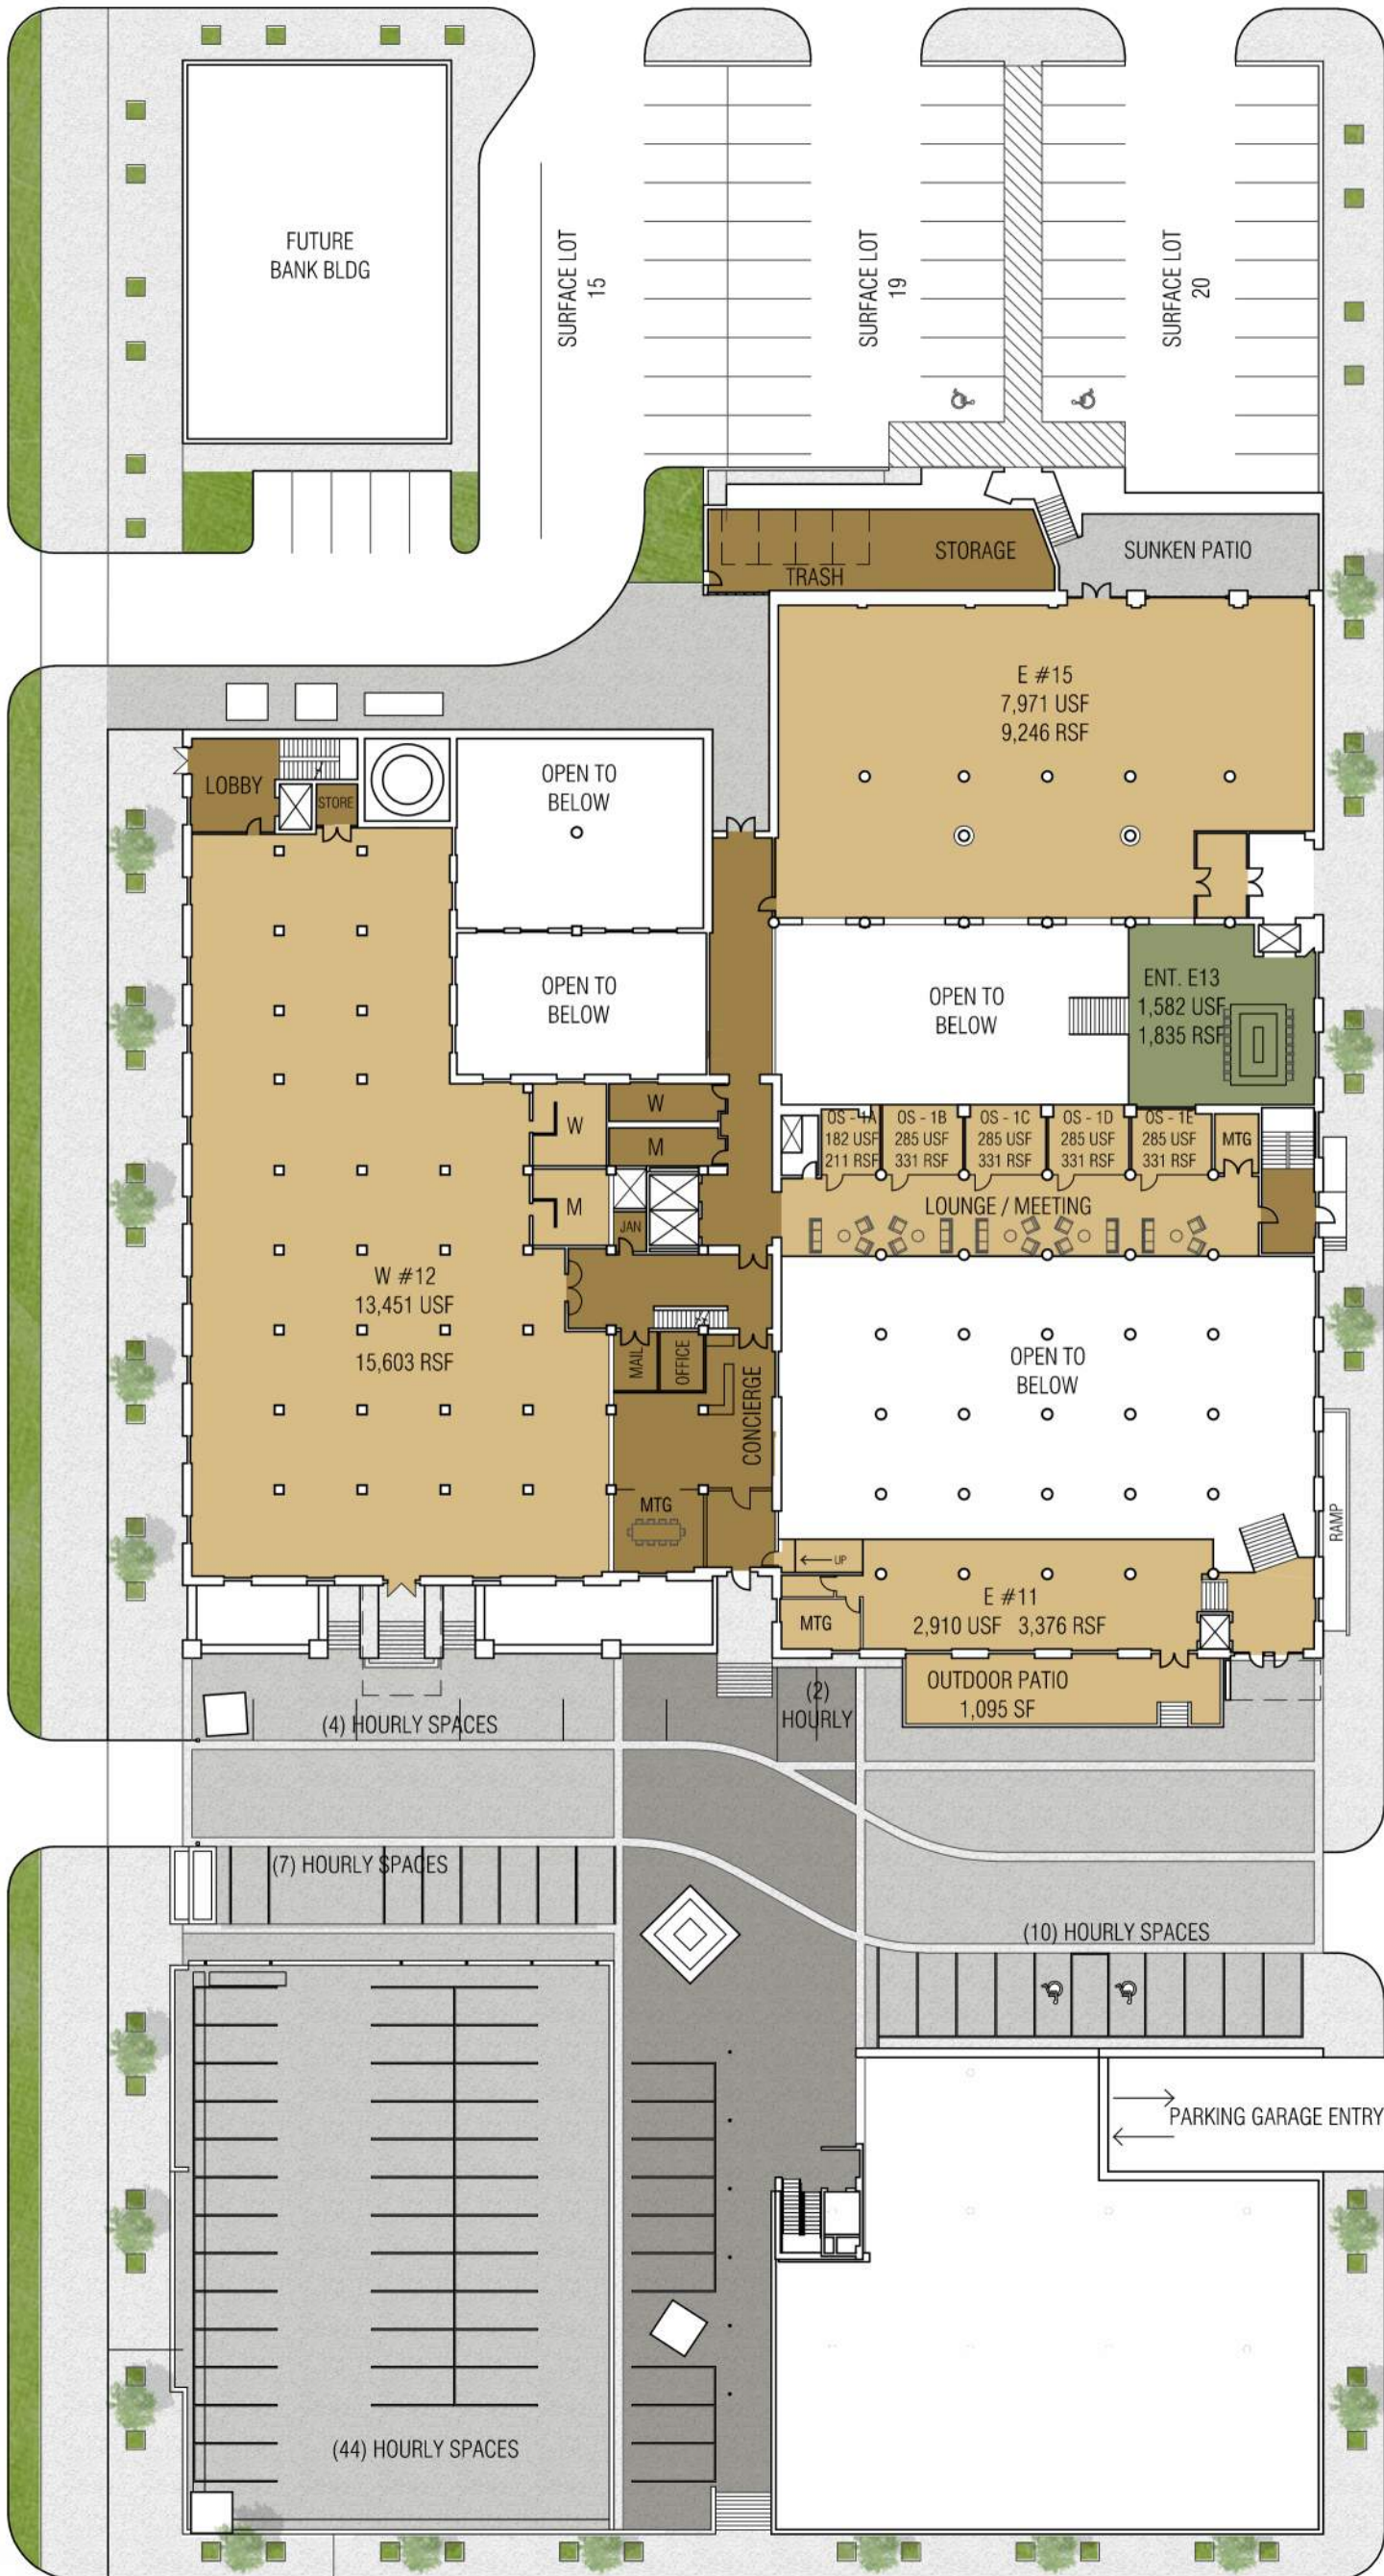 FUTURE
BANK BLDG
SURFACE LOT
15
SURFACE LOT
19
SURFACE LOT
20
STORAGE
TRASH
SUNKEN PATIO
E #15
7,971 USF
9,246 RSF
LOBBY
STORE
OPEN TO
BELOW
OPEN TO
BELOW
OPEN TO
BELOW
ENT. E13
1,582 USF
1,835 RSF
W
M
W
M
JAN
OS - 1A
182 USF
211 RSF
OS - 1B
285 USF
331 RSF
OS - 1C
285 USF
331 RSF
OS - 1D
285 USF
331 RSF
OS - 1E
285 USF
331 RSF
MTG
LOUNGE / MEETING
W #12
13,451 USF
15,603 RSF
MAIL
OFFICE
CONCIERGE
MTG
OPEN TO
BELOW
RAMP
UP
MTG
E #11
2,910 USF 3,376 RSF
OUTDOOR PATIO
1,095 SF
(4) HOURLY SPACES
(2)
HOURLY
(7) HOURLY SPACES
(10) HOURLY SPACES
PARKING GARAGE ENTRY
(44) HOURLY SPACES